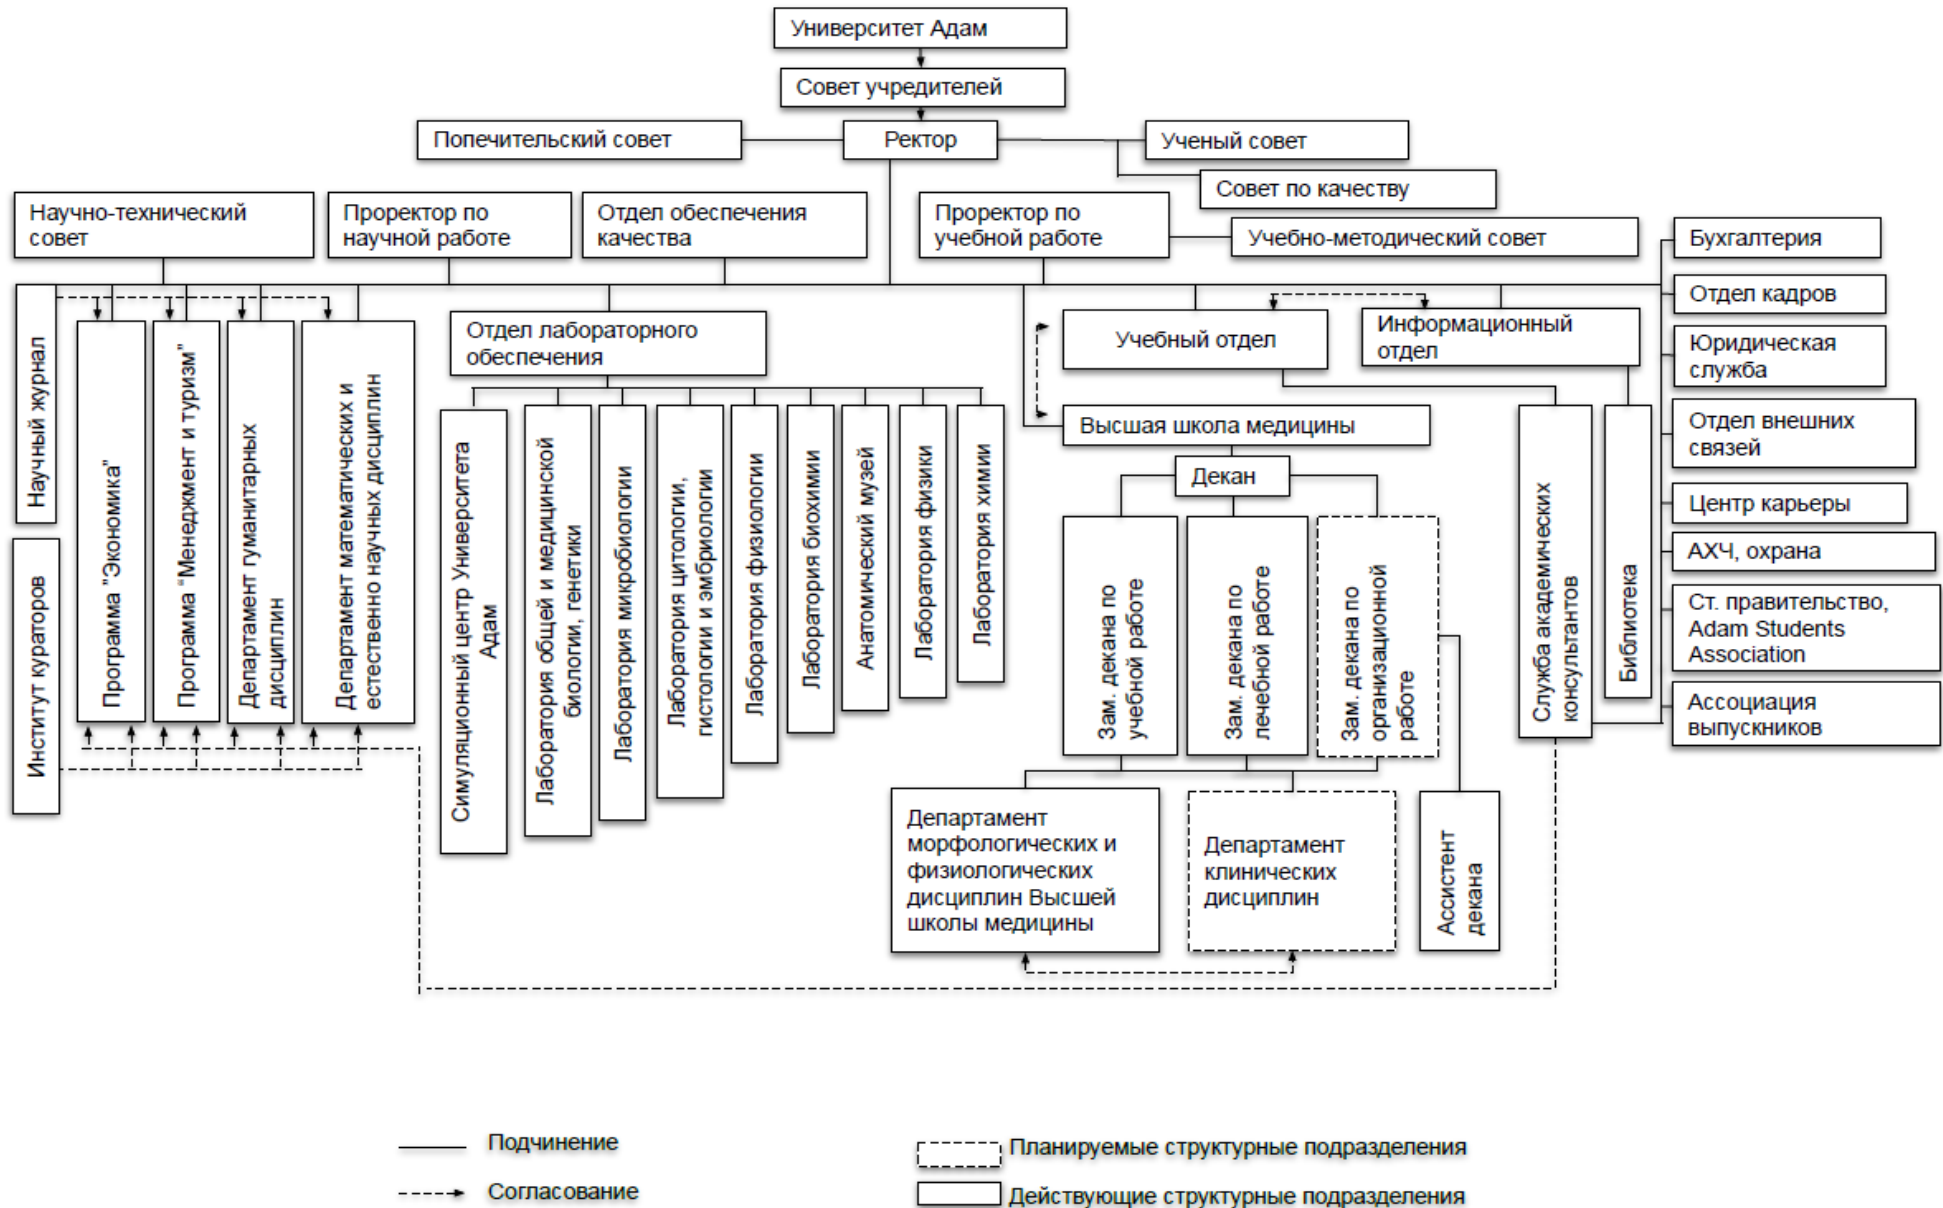 Университет Адам
Совет учредителей
Попечительский совет
Ректор
Ученый совет
Совет по качеству
Научно-технический
совет
Проректор по
научной работе
Отдел обеспечения
качества
Проректор по
учебной работе
Учебно-методический совет
Бухгалтерия
Отдел кадров
Юридическая
служба
Отдел внешних
связей
Центр карьеры
АХЧ, охрана
Ст. правительство,
Adam Students
Association
Ассоциация
выпускников
Научный журнал
Институт кураторов
Программа "Экономика"
Программа “Менеджмент и туризм”
Департамент гуманитарных
дисциплин
Департамент математических и
естественно научных дисциплин
Отдел лабораторного
обеспечения
Симуляционный центр Университета
Адам
Лаборатория общей и медицинской
биологии, генетики
Лаборатория микробиологии
Лаборатория цитологии,
гистологии и эмбриологии
Лаборатория физиологии
Лаборатория биохимии
Анатомический музей
Лаборатория физики
Лаборатория химии
Учебный отдел
Информационный
отдел
Высшая школа медицины
Декан
Зам. декана по
учебной работе
Зам. декана по
лечебной работе
Зам. декана по
организационной
работе
Служба академических
консультантов
Библиотека
Департамент
морфологических и
физиологических
дисциплин Высшей
школы медицины
Департамент
клинических
дисциплин
Ассистент
декана
Подчинение
Согласование
Планируемые структурные подразделения
Действующие структурные подразделения